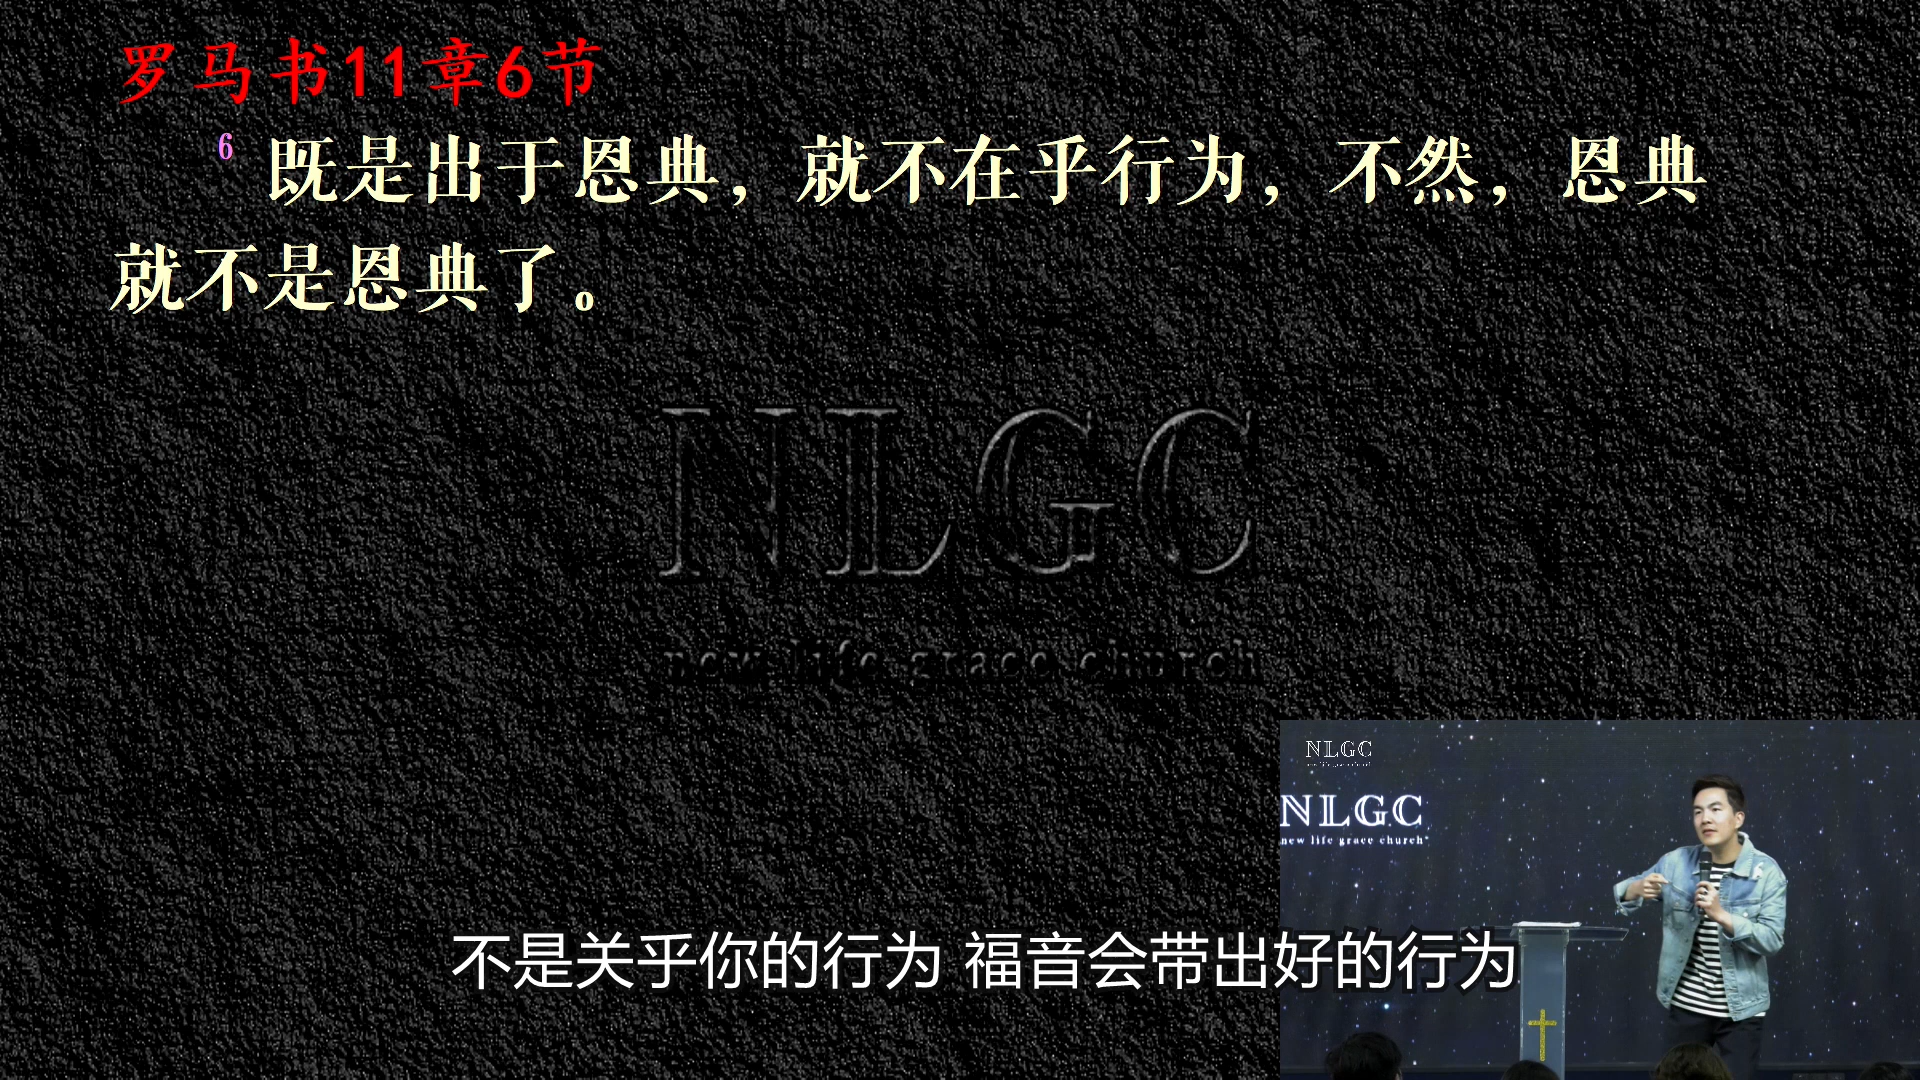 罗马书11章6节
6 既是出于恩典，就不在乎行为，不然，恩典
就不是恩典了。
NLGC
new life grace church
NLGC
NLGC
new life grace church
不是关乎你的行为 福音会带出好的行为